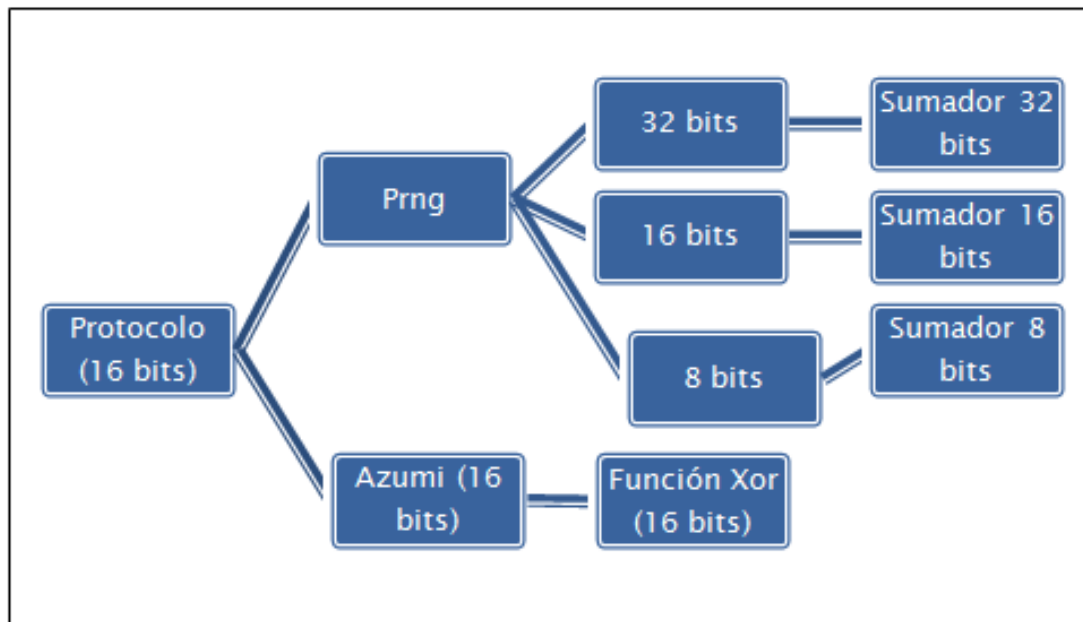 Protocolo
(16 bits)
Prng
Azumi (16
bits)
32 bits
16 bits
8 bits
Función Xor
(16 bits)
Sumador 32
bits
Sumador 16
bits
Sumador 8
bits